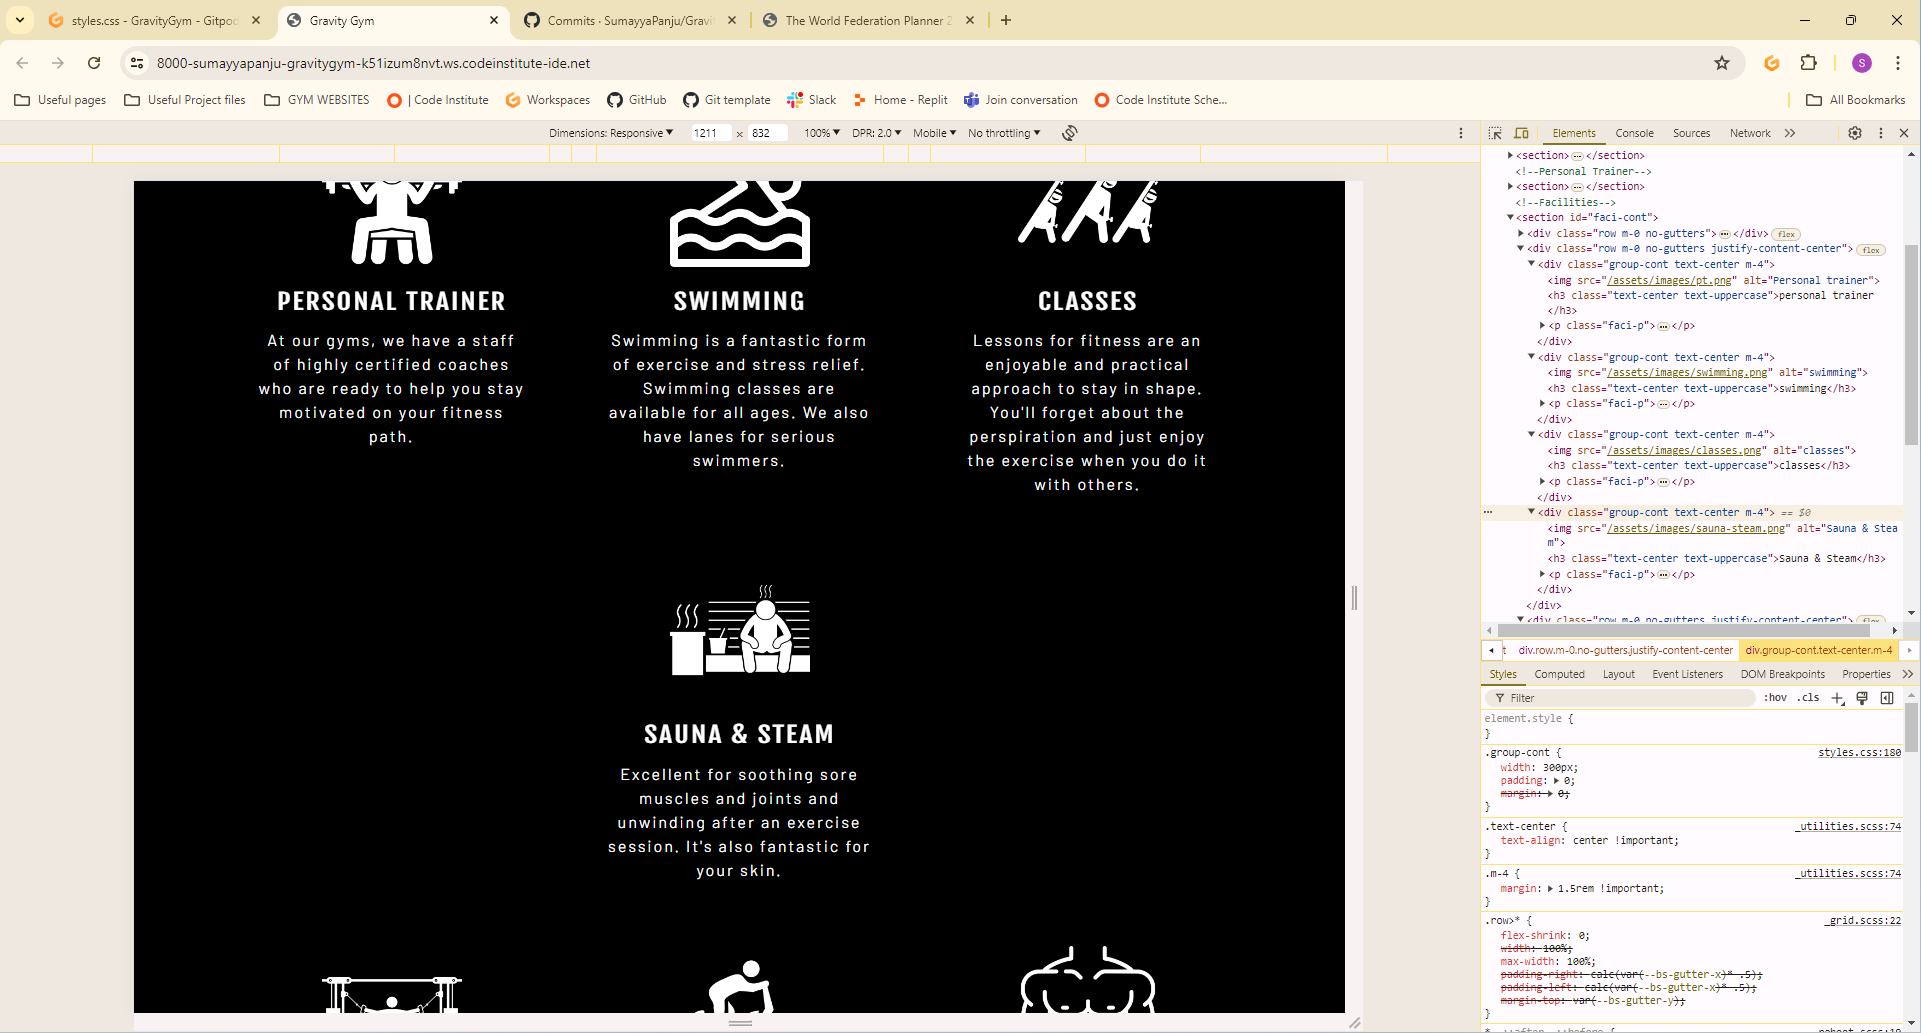 styles.css - GravityGym - Gitpod
Gravity Gym
Commits · SumayyaPanju/Gravit
The World Federation Planner 2
8000-sumayyapanju-gravitygym-k51izum8nvt.ws.codeinstitute-ide.net
S
Useful pages
Useful Project files
GYM WEBSITES
| Code Institute
Workspaces
GitHub
Git template
Slack
Home - Replit
Join conversation
Code Institute Sche...
All Bookmarks
Dimensions: Responsive
1211 × 832
100%
DPR: 2.0
Mobile
No throttling
PERSONAL TRAINER
At our gyms, we have a staff
of highly certified coaches
who are ready to help you stay
motivated on your fitness
path.
SWIMMING
Swimming is a fantastic form
of exercise and stress relief.
Swimming classes are
available for all ages. We also
have lanes for serious
swimmers.
CLASSES
Lessons for fitness are an
enjoyable and practical
approach to stay in shape.
You'll forget about the
perspiration and just enjoy
the exercise when you do it
with others.
SAUNA & STEAM
Excellent for soothing sore
muscles and joints and
unwinding after an exercise
session. It's also fantastic for
your skin.
Elements Console Sources Network
<section> … </section>
<!--Personal Trainer-->
<section> … </section>
<!--Facilities-->
<section id="faci-cont">
<div class="row m-0 no-gutters"> … </div> flex
<div class="row m-0 no-gutters justify-content-center"> flex
<div class="group-cont text-center m-4">
<img src="/assets/images/pt.png" alt="Personal trainer">
<h3 class="text-center text-uppercase">personal trainer
</h3>
<p class="faci-p"> … </p>
</div>
<div class="group-cont text-center m-4">
<img src="/assets/images/swimming.png" alt="swimming">
<h3 class="text-center text-uppercase">swimming</h3>
<p class="faci-p"> … </p>
</div>
<div class="group-cont text-center m-4">
<img src="/assets/images/classes.png" alt="classes">
<h3 class="text-center text-uppercase">classes</h3>
<p class="faci-p"> … </p>
</div>
<div class="group-cont text-center m-4"> == $0
<img src="/assets/images/sauna-steam.png" alt="Sauna & Stea
m">
<h3 class="text-center text-uppercase">Sauna & Steam</h3>
<p class="faci-p"> … </p>
</div>
</div>
<div class="row m-0 no-gutters justify-content-center"> flex
t div.row.m-0.no-gutters.justify-content-center div.group-cont.text-center.m-4
Styles Computed Layout Event Listeners DOM Breakpoints Properties
Filter :hov .cls
element.style {
}
.group-cont { styles.css:180
width: 300px;
padding: 0;
margin: 0;
}
.text-center { _utilities.scss:74
text-align: center !important;
}
.m-4 { _utilities.scss:74
margin: 1.5rem !important;
}
.row>* { _grid.scss:22
flex-shrink: 0;
width: 100%;
max-width: 100%;
padding-right: calc(var(--bs-gutter-x)* .5);
padding-left: calc(var(--bs-gutter-x)* .5);
margin-top: var(--bs-gutter-y);
}
*, ::after, ::before { _reboot.scss:19